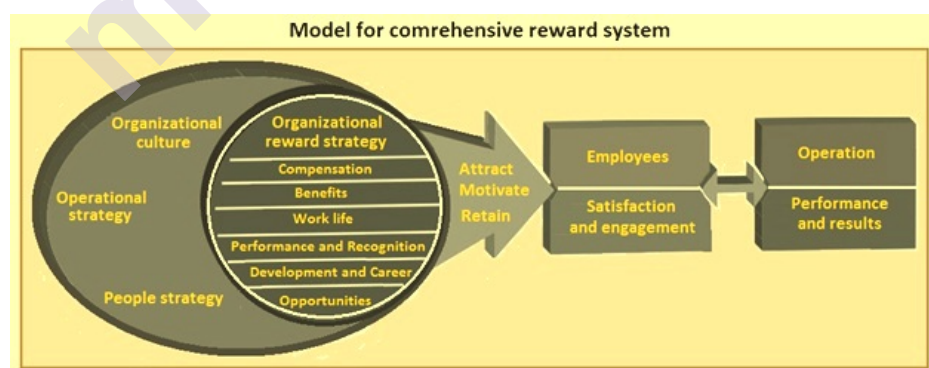 Model for comrehensive reward system
Organizational
culture
Operational
strategy
People strategy
Organizational
reward strategy
Compensation
Benefits
Work life
Performance and Recognition
Development and Career
Opportunities
Attract
Motivate
Retain
Employees
Satisfaction
and engagement
Operation
Performance
and results